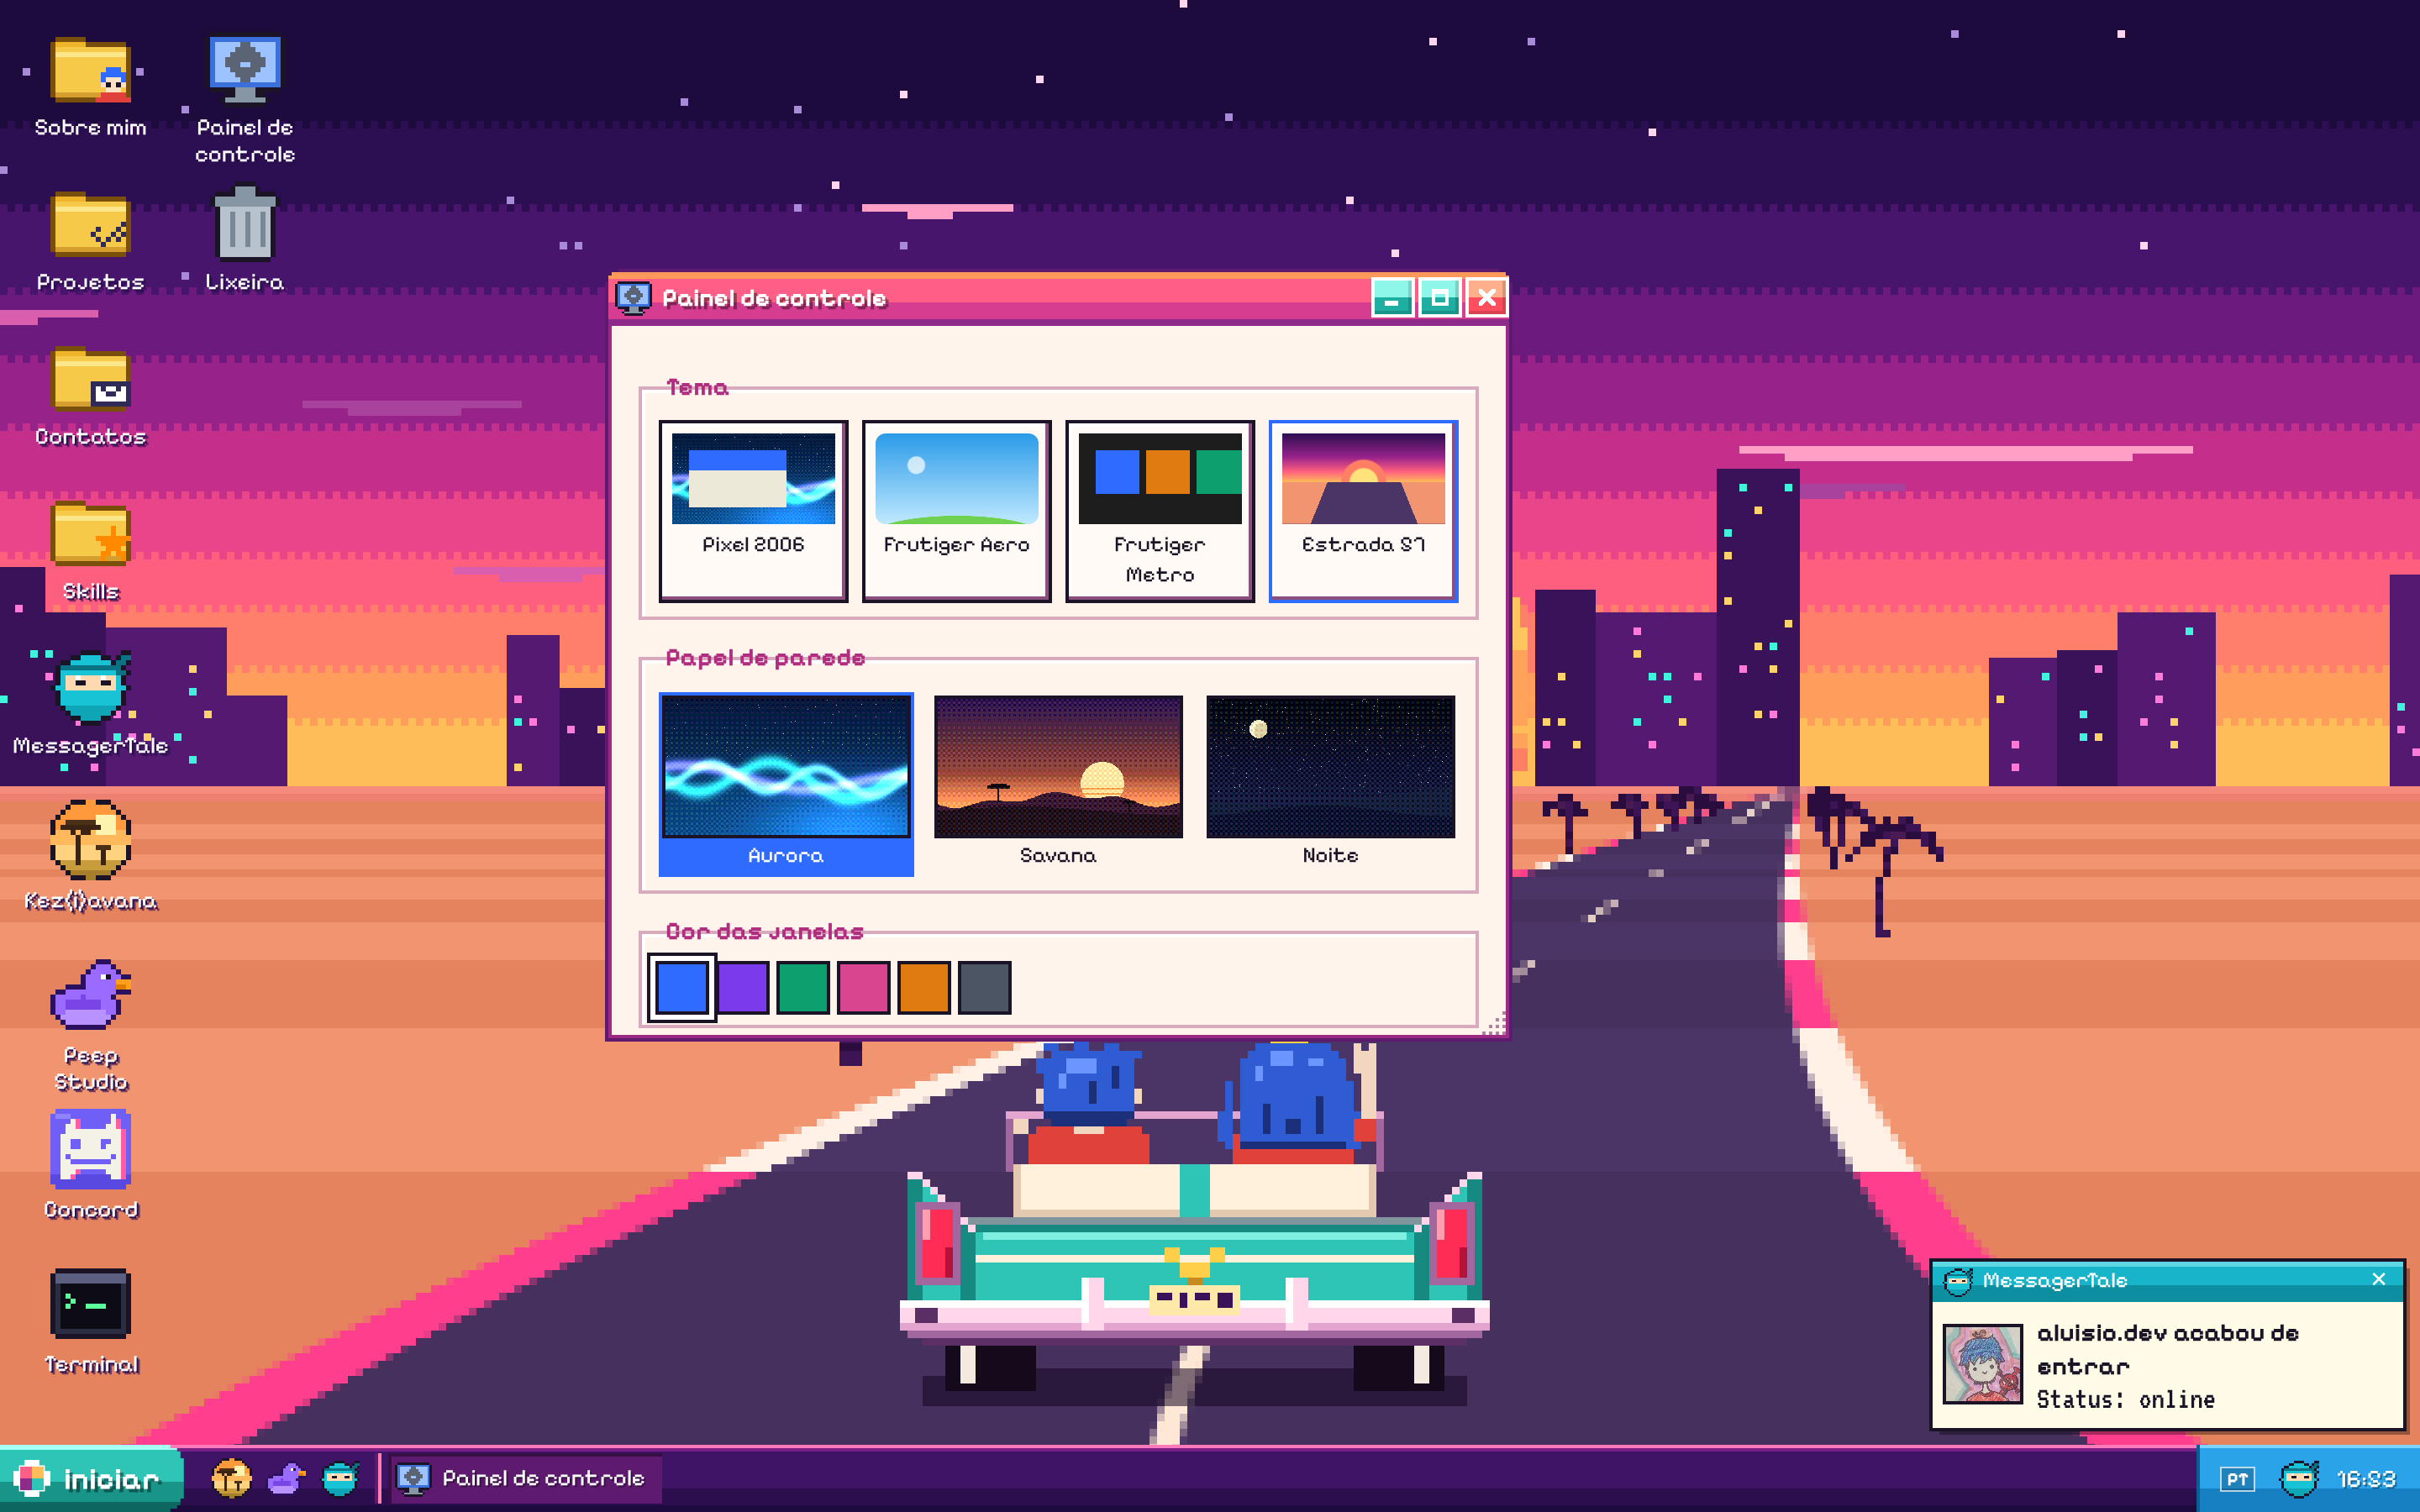 Sobre mim
Painel de
controle
Projetos
Lixeira
Contatos
Skills
MessagerTale
Kez{i}avana
Peep
Studio
Concord
Terminal
Painel de controle
Tema
Pixel 2006
Frutiger Aero
Frutiger
Metro
Estrada 87
Papel de parede
Aurora
Savana
Noite
Cor das janelas
MessagerTale
aluisio.dev acabou de
entrar
Status: online
iniciar
Painel de controle
PT